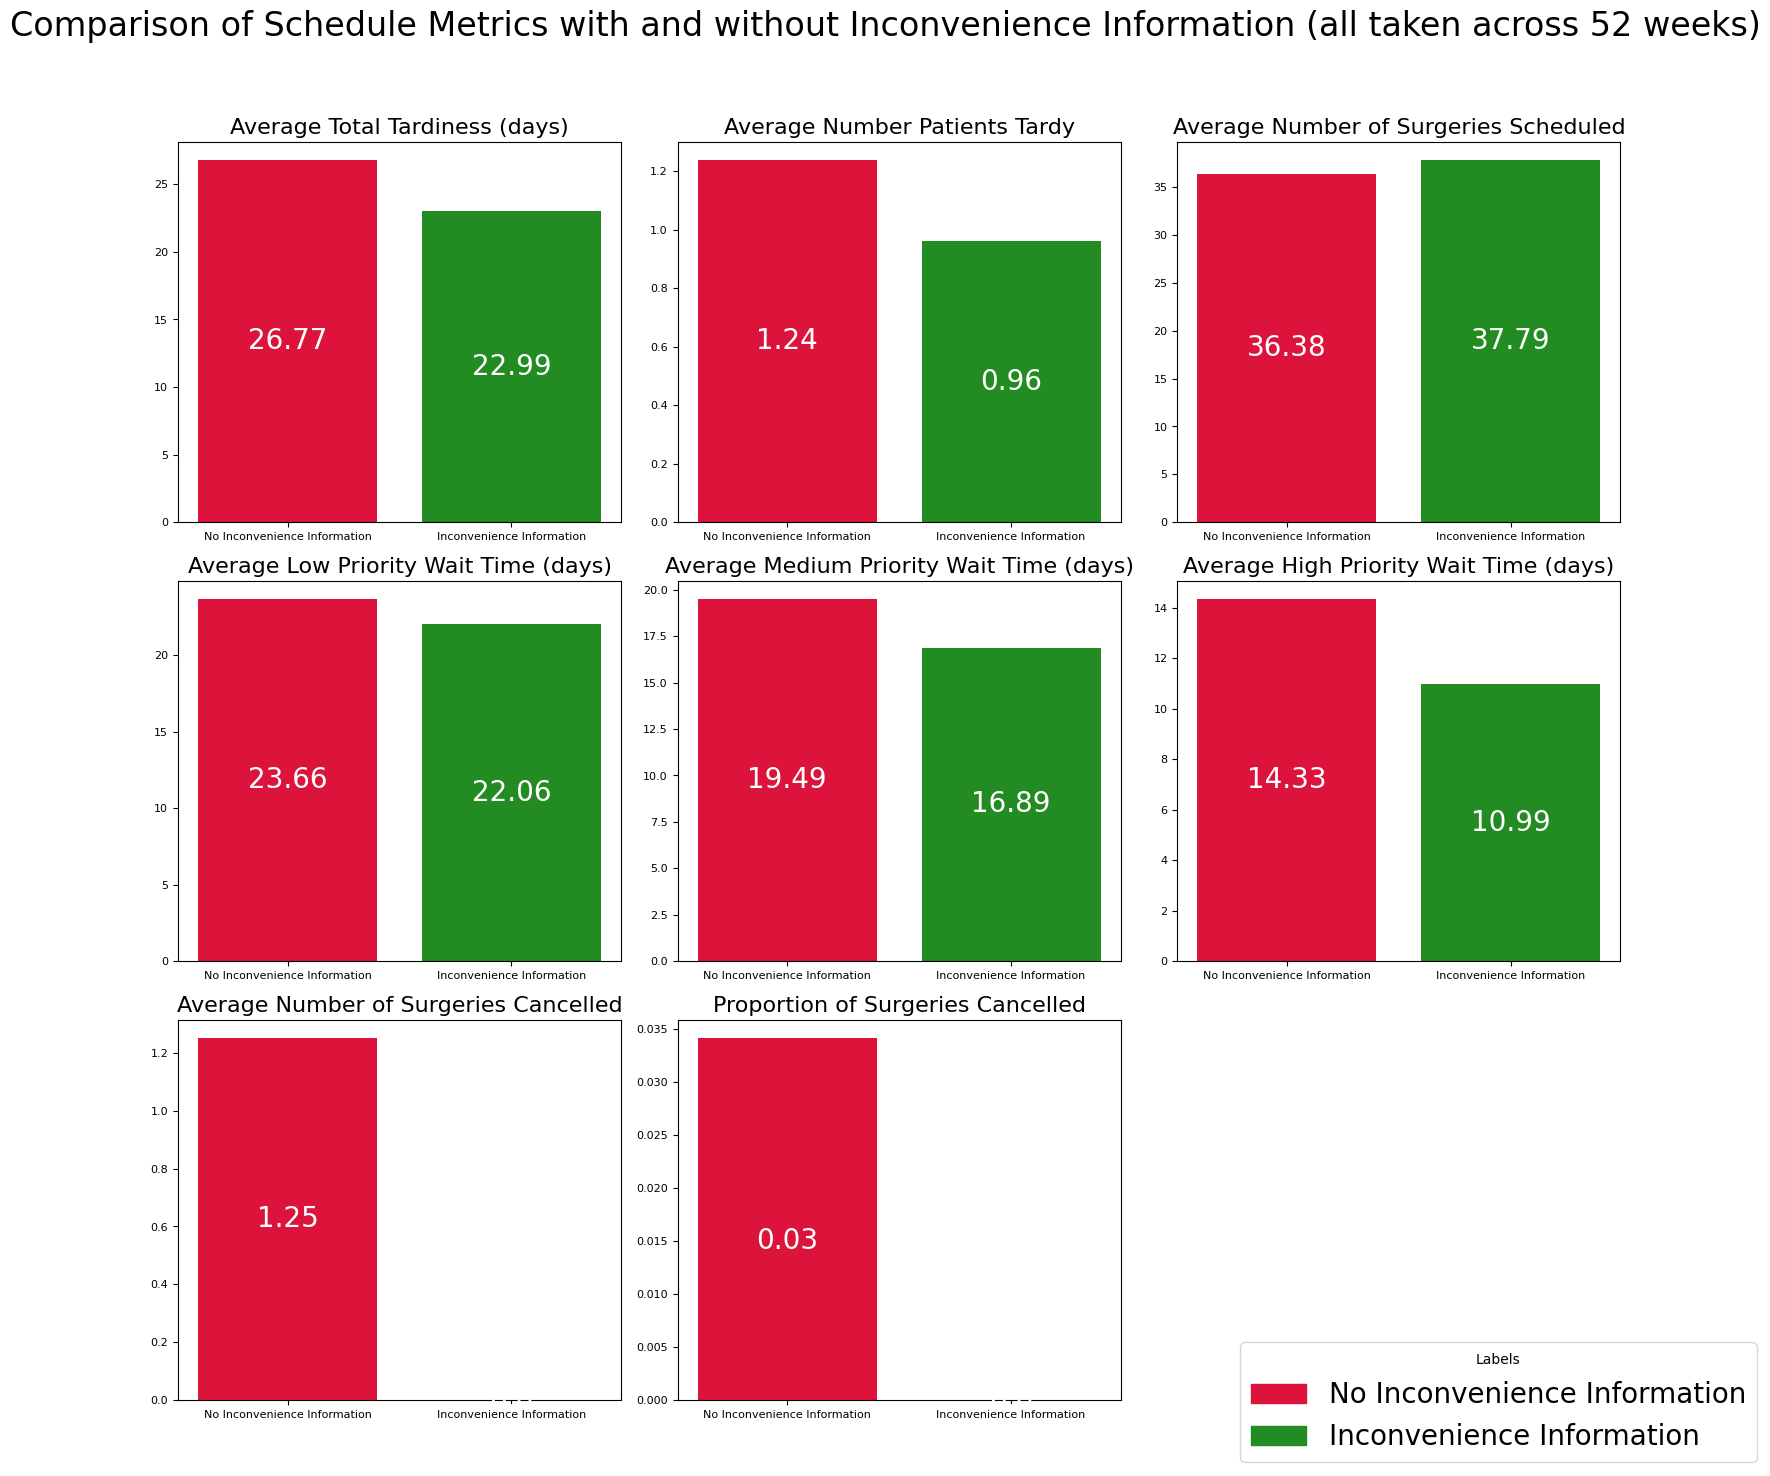 Comparison of Schedule Metrics with and without Inconvenience Information (all taken across 52 weeks)
Average Total Tardiness (days)
25
20
15
10
5
0
26.77
22.99
No Inconvenience Information
Inconvenience Information
Average Number Patients Tardy
1.2
1.0
0.8
0.6
0.4
0.2
0.0
1.24
0.96
No Inconvenience Information
Inconvenience Information
Average Number of Surgeries Scheduled
35
30
25
20
15
10
5
0
36.38
37.79
No Inconvenience Information
Inconvenience Information
Average Low Priority Wait Time (days)
20
15
10
5
0
23.66
22.06
No Inconvenience Information
Inconvenience Information
Average Medium Priority Wait Time (days)
20.0
17.5
15.0
12.5
10.0
7.5
5.0
2.5
0.0
19.49
16.89
No Inconvenience Information
Inconvenience Information
Average High Priority Wait Time (days)
14
12
10
8
6
4
2
0
14.33
10.99
No Inconvenience Information
Inconvenience Information
Average Number of Surgeries Cancelled
1.2
1.0
0.8
0.6
0.4
0.2
0.0
1.25
No Inconvenience Information
Inconvenience Information
Proportion of Surgeries Cancelled
0.035
0.030
0.025
0.020
0.015
0.010
0.005
0.000
0.03
No Inconvenience Information
Inconvenience Information
Labels
No Inconvenience Information
Inconvenience Information